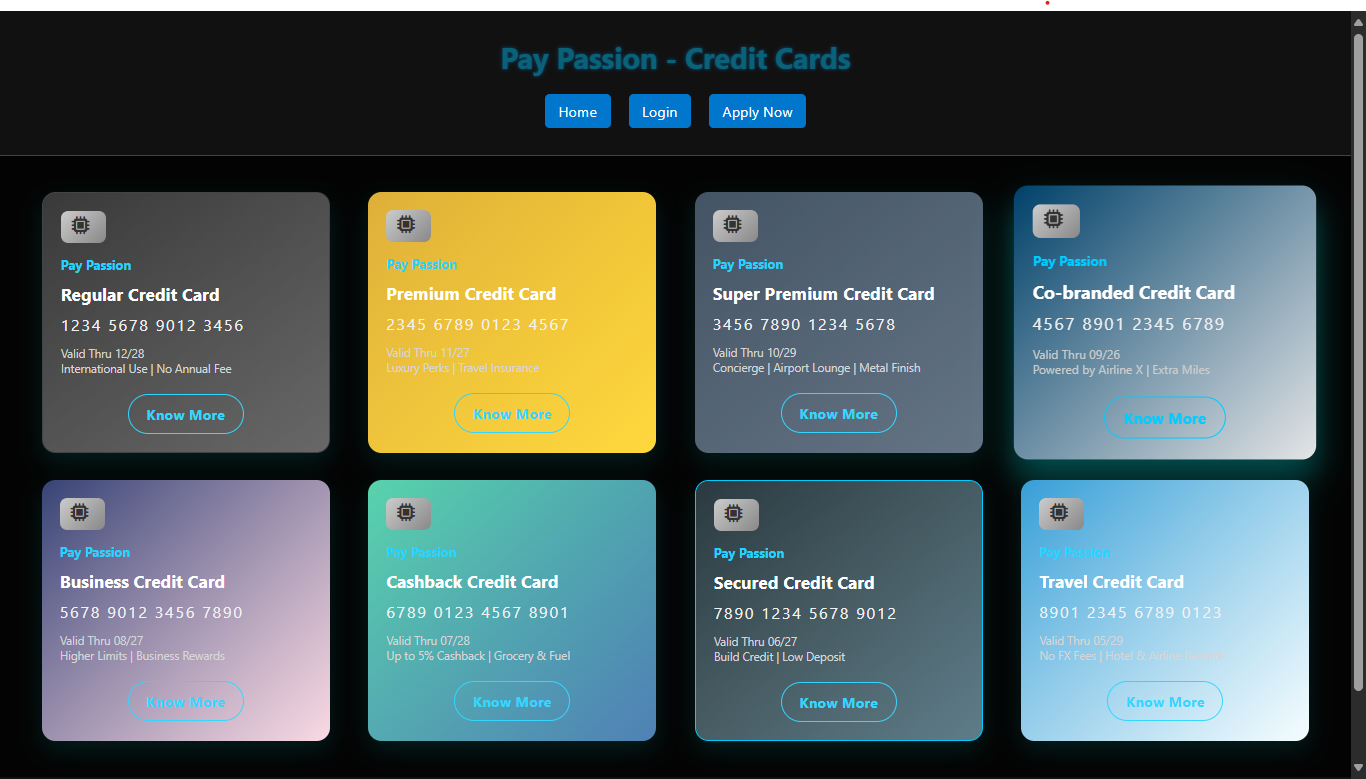 Pay Passion - Credit Cards
Home Login Apply Now
Pay Passion
Regular Credit Card
1234 5678 9012 3456
Valid Thru 12/28
International Use | No Annual Fee
Know More
Pay Passion
Premium Credit Card
2345 6789 0123 4567
Valid Thru 11/27
Luxury Perks | Travel Insurance
Know More
Pay Passion
Super Premium Credit Card
3456 7890 1234 5678
Valid Thru 10/29
Concierge | Airport Lounge | Metal Finish
Know More
Pay Passion
Co-branded Credit Card
4567 8901 2345 6789
Valid Thru 09/26
Powered by Airline X | Extra Miles
Know More
Pay Passion
Business Credit Card
5678 9012 3456 7890
Valid Thru 08/27
Higher Limits | Business Rewards
Know More
Pay Passion
Cashback Credit Card
6789 0123 4567 8901
Valid Thru 07/28
Up to 5% Cashback | Grocery & Fuel
Know More
Pay Passion
Secured Credit Card
7890 1234 5678 9012
Valid Thru 06/27
Build Credit | Low Deposit
Know More
Pay Passion
Travel Credit Card
8901 2345 6789 0123
Valid Thru 05/29
No FX Fees | Hotel & Airline
Know More